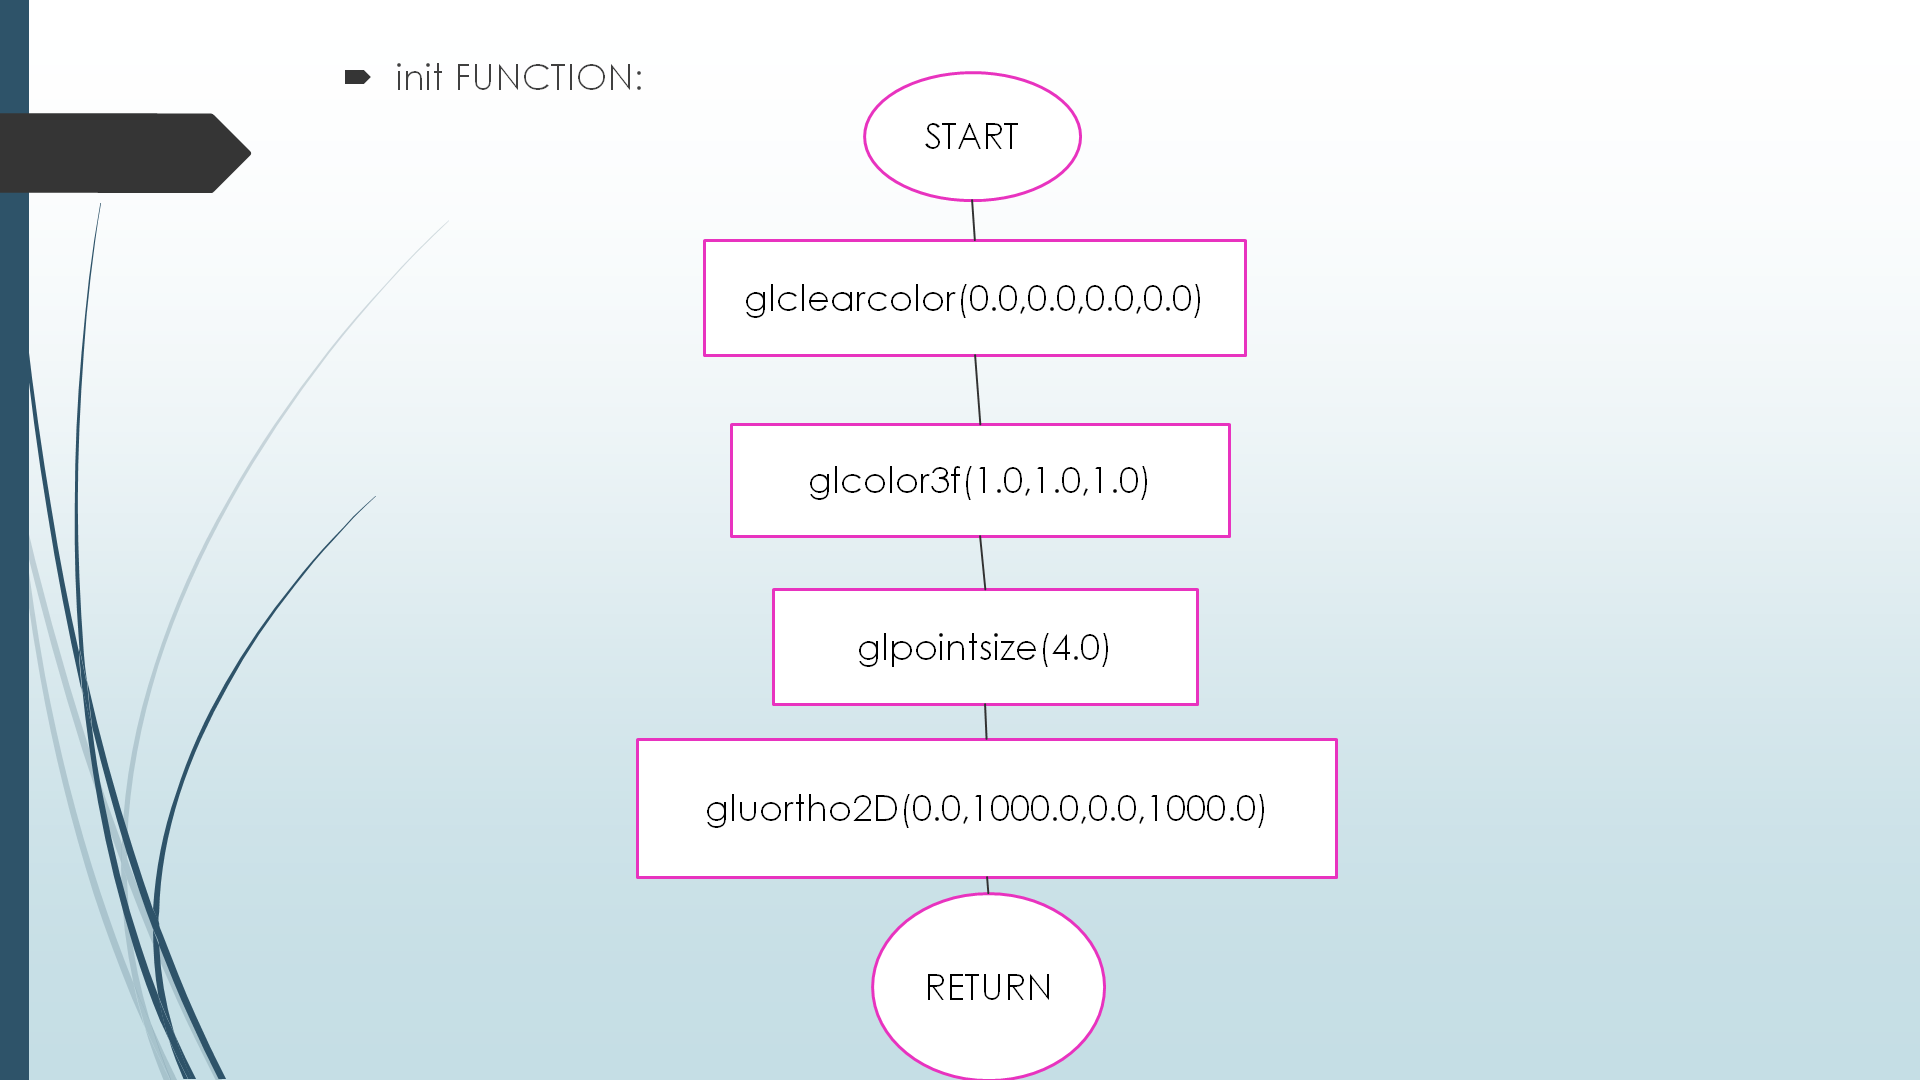 init FUNCTION:
START
glclearcolor(0.0,0.0,0.0,0.0)
glcolor3f(1.0,1.0,1.0)
glpointsize(4.0)
gluortho2D(0.0,1000.0,0.0,1000.0)
RETURN